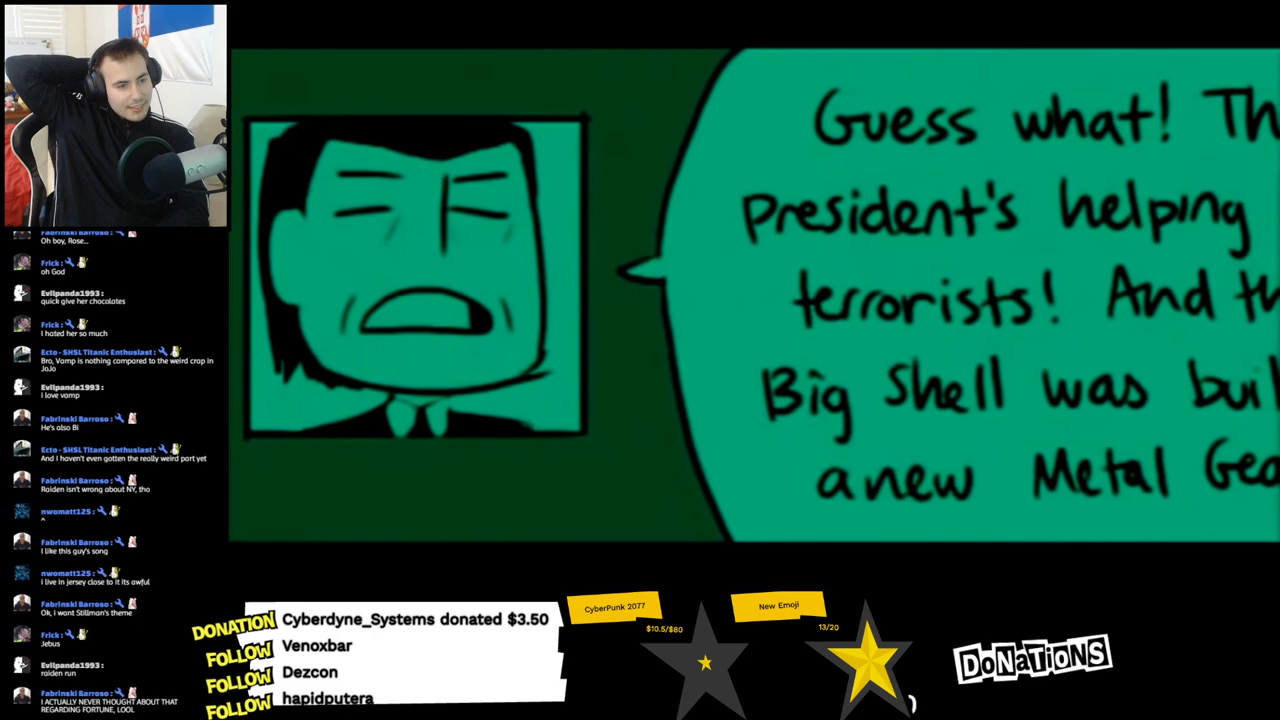 Guess what! Th
president's helping
terrorists! And th
Big Shell was buil
a new Metal Gea
Fabrinski Barroso :
Oh boy, Rose...
Frick :
oh God
Evilpanda1993 :
quick give her chocolates
Frick :
I hated her so much
Ecto - SHSL Titanic Enthusiast :
Bro, Vamp is nothing compared to the weird crap in
JoJo
Evilpanda1993 :
i love vamp
Fabrinski Barroso :
He's also Bi
Ecto - SHSL Titanic Enthusiast :
And I haven't even gotten the really weird part yet
Fabrinski Barroso :
Raiden isn't wrong about NY, tho
nwomatt125 :
^
Fabrinski Barroso :
I like this guy's song
nwomatt125 :
i live in jersey close to it its awful
Fabrinski Barroso :
Ok, i want Stillman's theme
Frick :
Jebus
Evilpanda1993 :
raiden run
Fabrinski Barroso :
I ACTUALLY NEVER THOUGHT ABOUT THAT
REGARDING FORTUNE, LOOL
DONATION Cyberdyne_Systems donated $3.50
FOLLOW Venoxbar
FOLLOW Dezcon
FOLLOW hapidputera
CyberPunk 2077
$10.5/$80
New Emoji
13/20
DONATIONS